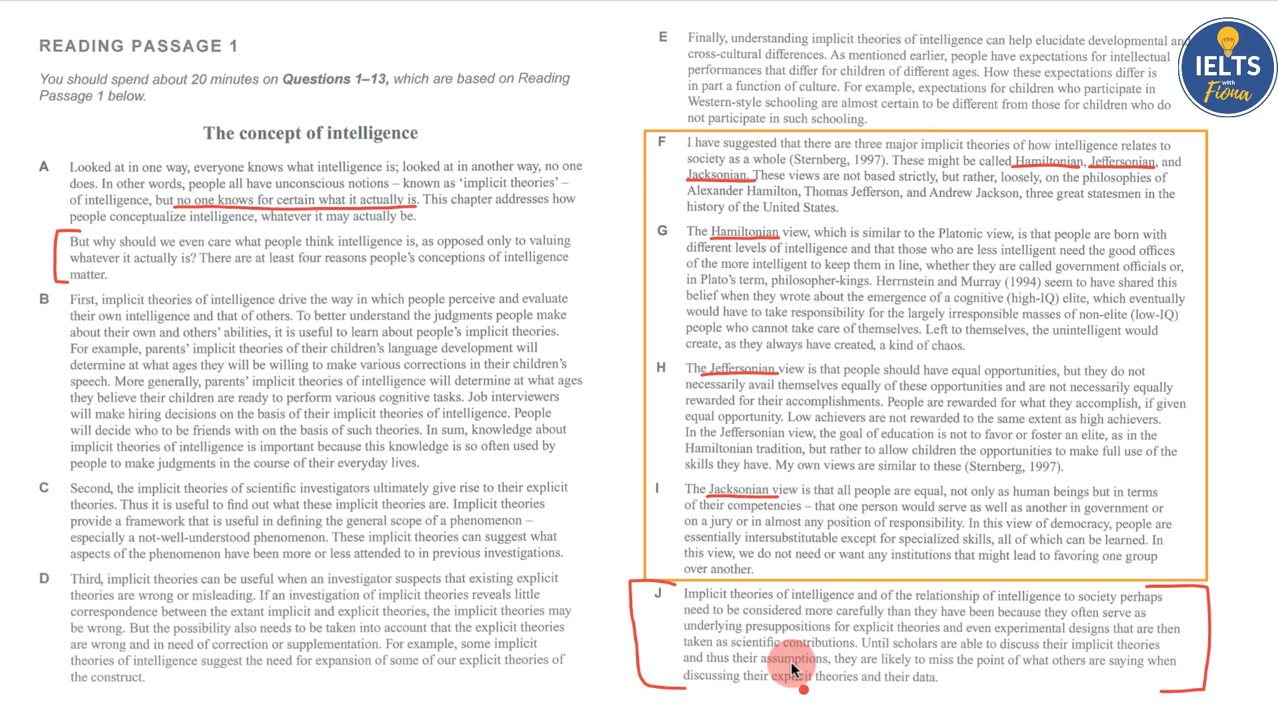 READING PASSAGE 1
You should spend about 20 minutes on Questions 1–13, which are based on Reading
Passage 1 below.
The concept of intelligence
A Looked at in one way, everyone knows what intelligence is; looked at in another way, no one
does. In other words, people all have unconscious notions – known as ‘implicit theories’ –
of intelligence, but no one knows for certain what it actually is. This chapter addresses how
people conceptualize intelligence, whatever it may actually be.
But why should we even care what people think intelligence is, as opposed only to valuing
whatever it actually is? There are at least four reasons people’s conceptions of intelligence
matter.
B First, implicit theories of intelligence drive the way in which people perceive and evaluate
their own intelligence and that of others. To better understand the judgments people make
about their own and others’ abilities, it is useful to learn about people’s implicit theories.
For example, parents’ implicit theories of their children’s language development will
determine at what ages they will be willing to make various corrections in their children’s
speech. More generally, parents’ implicit theories of intelligence will determine at what ages
they believe their children are ready to perform various cognitive tasks. Job interviewers
will make hiring decisions on the basis of their implicit theories of intelligence. People
will decide who to be friends with on the basis of such theories. In sum, knowledge about
implicit theories of intelligence is important because this knowledge is so often used by
people to make judgments in the course of their everyday lives.
C Second, the implicit theories of scientific investigators ultimately give rise to their explicit
theories. Thus it is useful to find out what these implicit theories are. Implicit theories
provide a framework that is useful in defining the general scope of a phenomenon –
especially a not-well-understood phenomenon. These implicit theories can suggest what
aspects of the phenomenon have been more or less attended to in previous investigations.
D Third, implicit theories can be useful when an investigator suspects that existing explicit
theories are wrong or misleading. If an investigation of implicit theories reveals little
correspondence between the extant implicit and explicit theories, the implicit theories may
be wrong. But the possibility also needs to be taken into account that the explicit theories
are wrong and in need of correction or supplementation. For example, some implicit
theories of intelligence suggest the need for expansion of some of our explicit theories of
the construct.
E Finally, understanding implicit theories of intelligence can help elucidate developmental and
cross-cultural differences. As mentioned earlier, people have expectations for intellectual
performances that differ for children of different ages. How these expectations differ is
in part a function of culture. For example, expectations for children who participate in
Western-style schooling are almost certain to be different from those for children who do
not participate in such schooling.
F I have suggested that there are three major implicit theories of how intelligence relates to
society as a whole (Sternberg, 1997). These might be called Hamiltonian, Jeffersonian, and
Jacksonian. These views are not based strictly, but rather, loosely, on the philosophies of
Alexander Hamilton, Thomas Jefferson, and Andrew Jackson, three great statesmen in the
history of the United States.
G The Hamiltonian view, which is similar to the Platonic view, is that people are born with
different levels of intelligence and that those who are less intelligent need the good offices
of the more intelligent to keep them in line, whether they are called government officials or,
in Plato’s term, philosopher-kings. Herrnstein and Murray (1994) seem to have shared this
belief when they wrote about the emergence of a cognitive (high-IQ) elite, which eventually
would have to take responsibility for the largely irresponsible masses of non-elite (low-IQ)
people who cannot take care of themselves. Left to themselves, the unintelligent would
create, as they always have created, a kind of chaos.
H The Jeffersonian view is that people should have equal opportunities, but they do not
necessarily avail themselves equally of these opportunities and are not necessarily equally
rewarded for their accomplishments. People are rewarded for what they accomplish, if given
equal opportunity. Low achievers are not rewarded to the same extent as high achievers.
In the Jeffersonian view, the goal of education is not to favor or foster an elite, as in the
Hamiltonian tradition, but rather to allow children the opportunities to make full use of the
skills they have. My own views are similar to these (Sternberg, 1997).
I The Jacksonian view is that all people are equal, not only as human beings but in terms
of their competencies – that one person would serve as well as another in government or
on a jury or in almost any position of responsibility. In this view of democracy, people are
essentially intersubstitutable except for specialized skills, all of which can be learned. In
this view, we do not need or want any institutions that might lead to favoring one group
over another.
J Implicit theories of intelligence and of the relationship of intelligence to society perhaps
need to be considered more carefully than they have been because they often serve as
underlying presuppositions for explicit theories and even experimental designs that are then
taken as scientific contributions. Until scholars are able to discuss their implicit theories
and thus their assumptions, they are likely to miss the point of what others are saying when
discussing their explicit theories and their data.
IELTS
with
Fiona